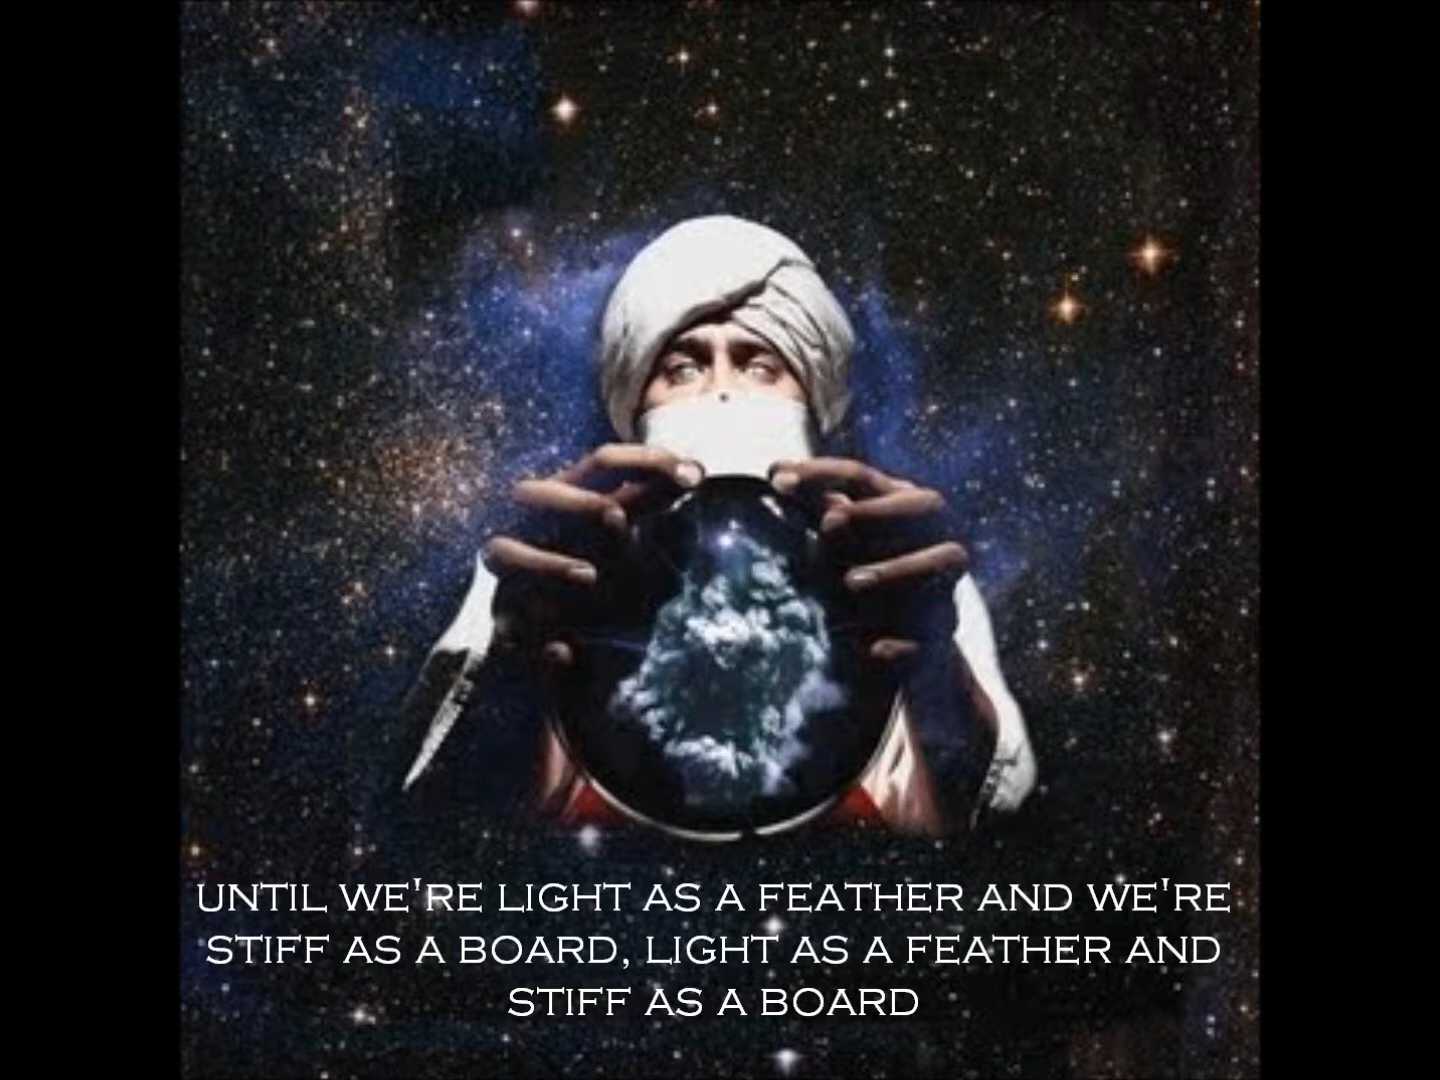 UNTIL WE'RE LIGHT AS A FEATHER AND WE'RE
STIFF AS A BOARD, LIGHT AS A FEATHER AND
STIFF AS A BOARD